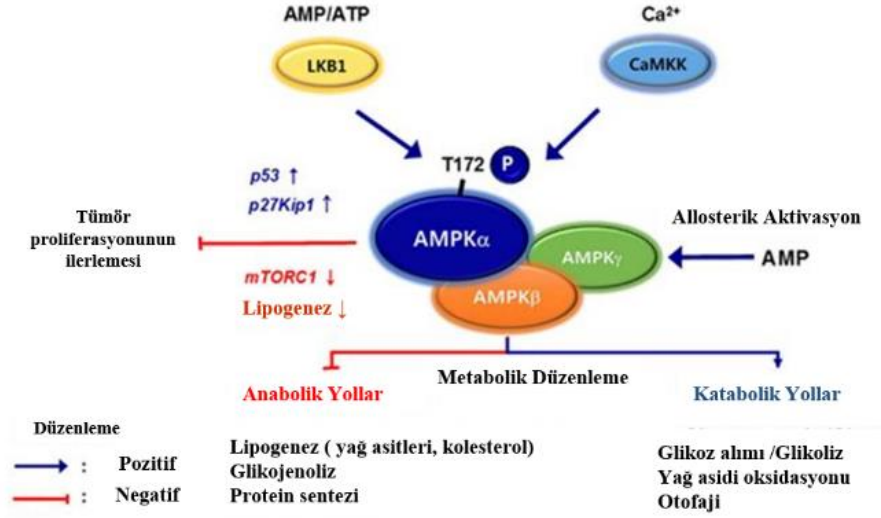 AMP/ATP
Ca²⁺
LKB1
CaMKK
T172 P
p53 ↑
p27Kip1 ↑
Tümör
proliferasyonunun
ilerlemesi
AMPKα
AMPKγ
AMPKβ
Allosterik Aktivasyon
AMP
mTORC1 ↓
Lipogenez ↓
Metabolik Düzenleme
Anabolik Yollar
Katabolik Yollar
Düzenleme
: Pozitif
: Negatif
Lipogenez ( yağ asitleri, kolesterol)
Glikojenoliz
Protein sentezi
Glikoz alımı /Glikoliz
Yağ asidi oksidasyonu
Otofaji